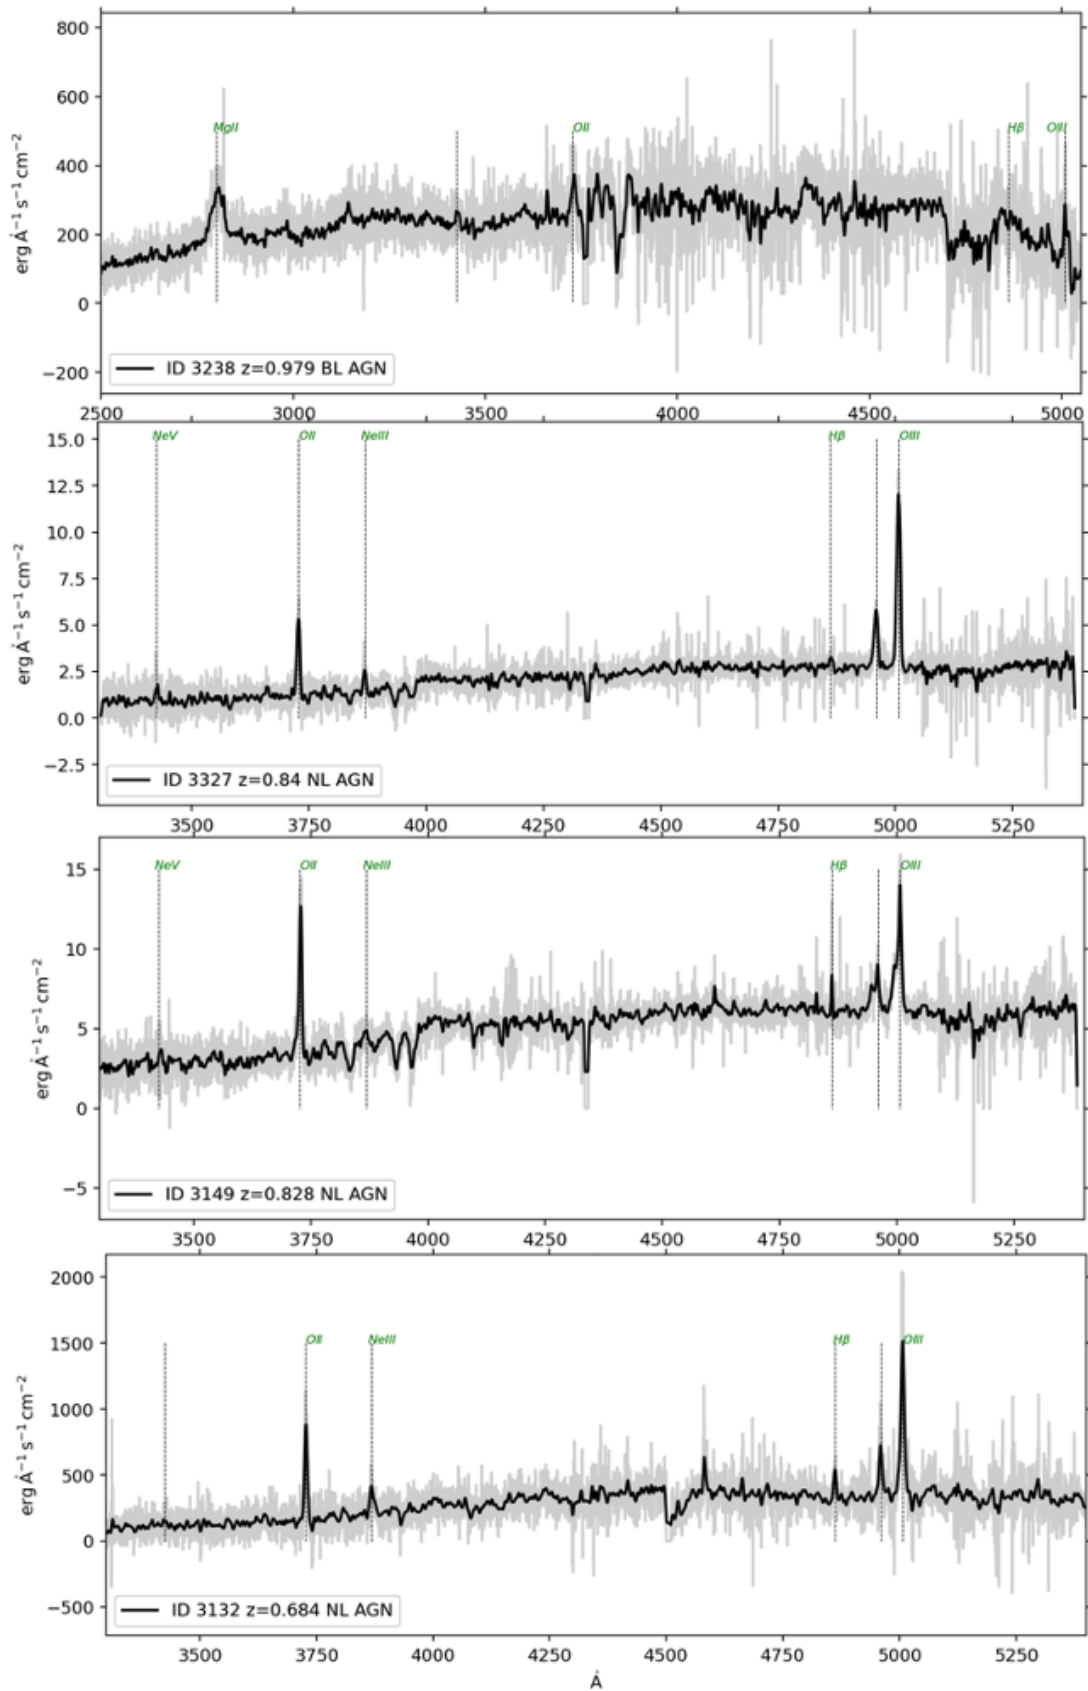 800
600
400
200
0
−200
erg Å⁻¹ s⁻¹ cm⁻²
MgII
OII
Hβ
OIII
ID 3238 z=0.979 BL AGN
2500 3000 3500 4000 4500 5000
15.0
12.5
10.0
7.5
5.0
2.5
0.0
−2.5
erg Å⁻¹ s⁻¹ cm⁻²
NeV
OII
NeIII
Hβ
OIII
ID 3327 z=0.84 NL AGN
3500 3750 4000 4250 4500 4750 5000 5250
15
10
5
0
−5
erg Å⁻¹ s⁻¹ cm⁻²
NeV
OII
NeIII
Hβ
OIII
ID 3149 z=0.828 NL AGN
3500 3750 4000 4250 4500 4750 5000 5250
2000
1500
1000
500
0
−500
erg Å⁻¹ s⁻¹ cm⁻²
OII
NeIII
Hβ
OIII
ID 3132 z=0.684 NL AGN
3500 3750 4000 4250 4500 4750 5000 5250
Å